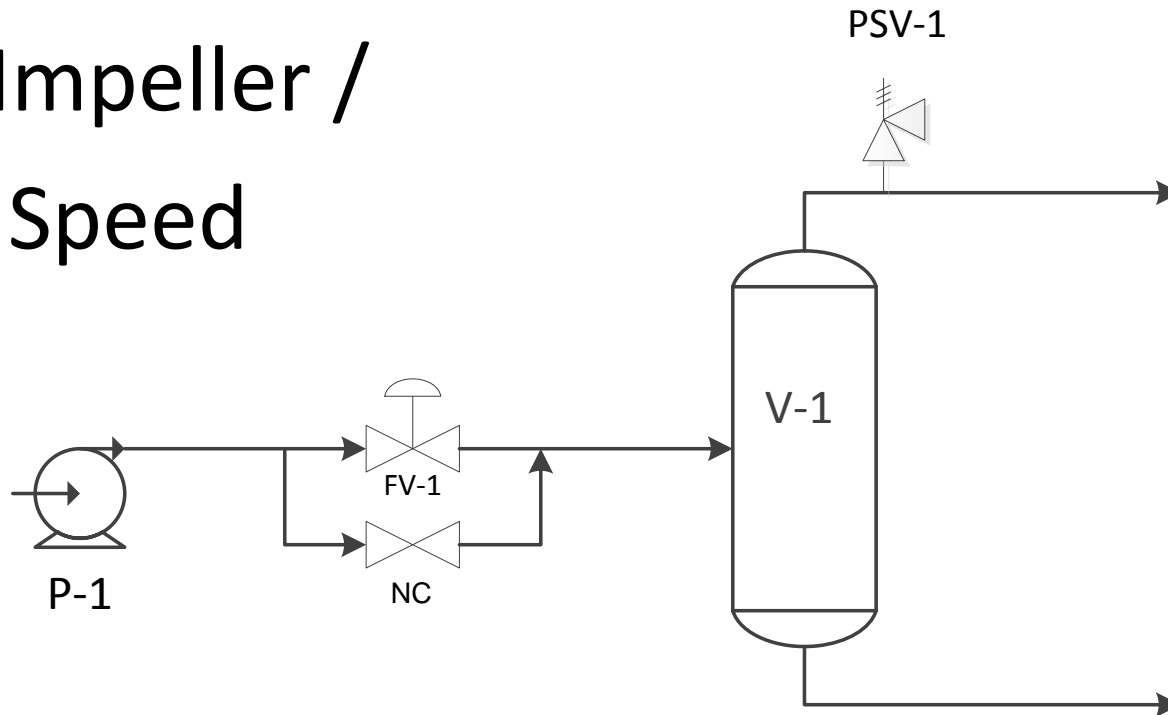 Impeller /
Speed
PSV-1
V-1
FV-1
NC
P-1